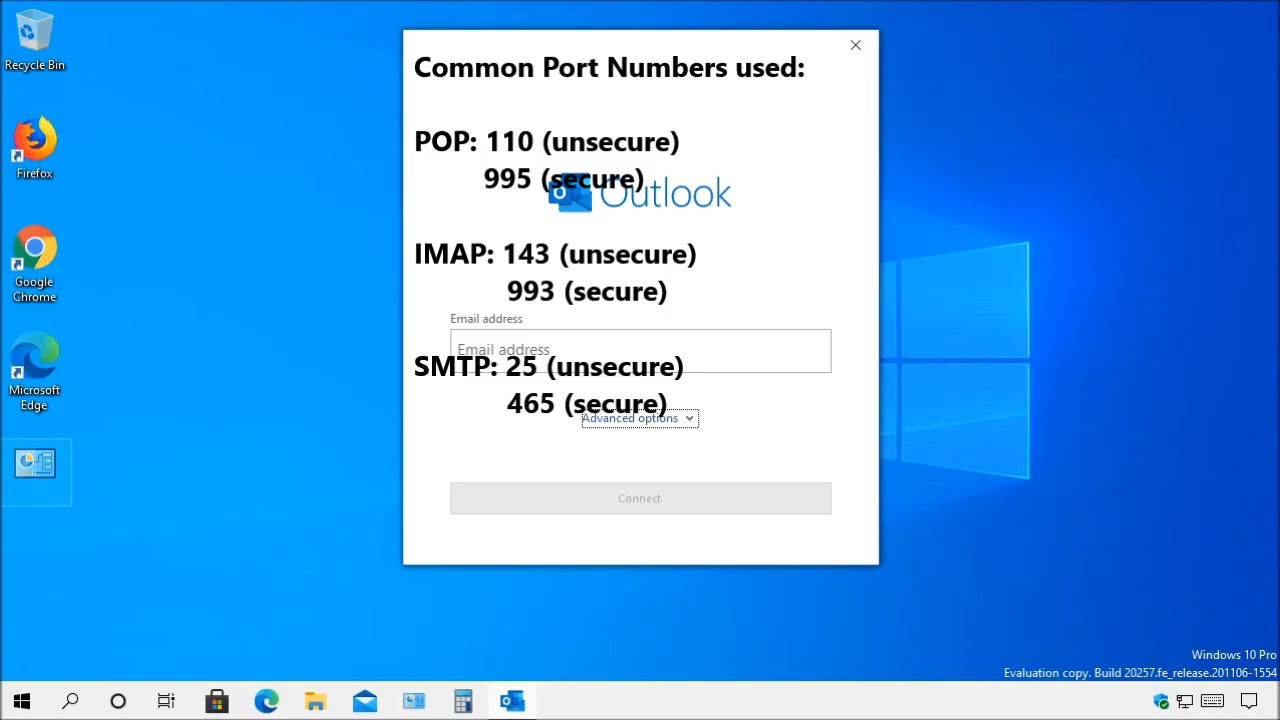 Recycle Bin
Firefox
Google
Chrome
Microsoft
Edge
Common Port Numbers used:
POP: 110 (unsecure)
995 (secure)
Outlook
IMAP: 143 (unsecure)
993 (secure)
Email address
Email address
SMTP: 25 (unsecure)
465 (secure)
Advanced options
Connect
Windows 10 Pro
Evaluation copy. Build 20257.fe_release.201106-1554